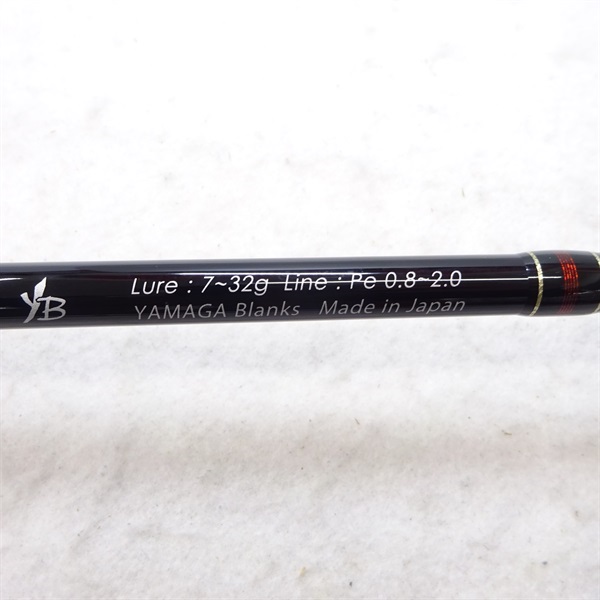 YB
Lure : 7~32g Line : Pe 0.8~2.0
YAMAGA Blanks Made in Japan